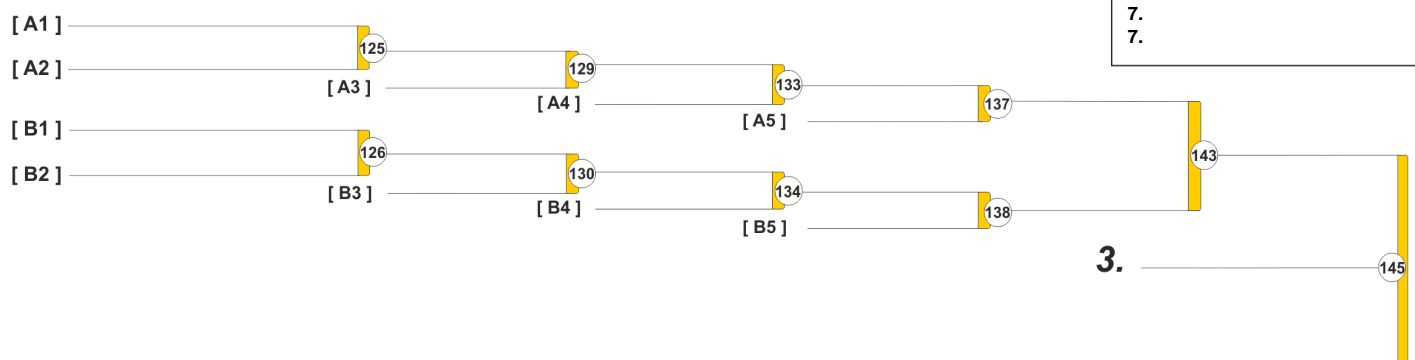 7.
7.
[ A1 ]
125
[ A2 ]
129
[ A3 ]
133
[ A4 ]
137
[ A5 ]
[ B1 ]
126
143
[ B2 ]
130
[ B3 ]
134
[ B4 ]
138
[ B5 ]
3.
145